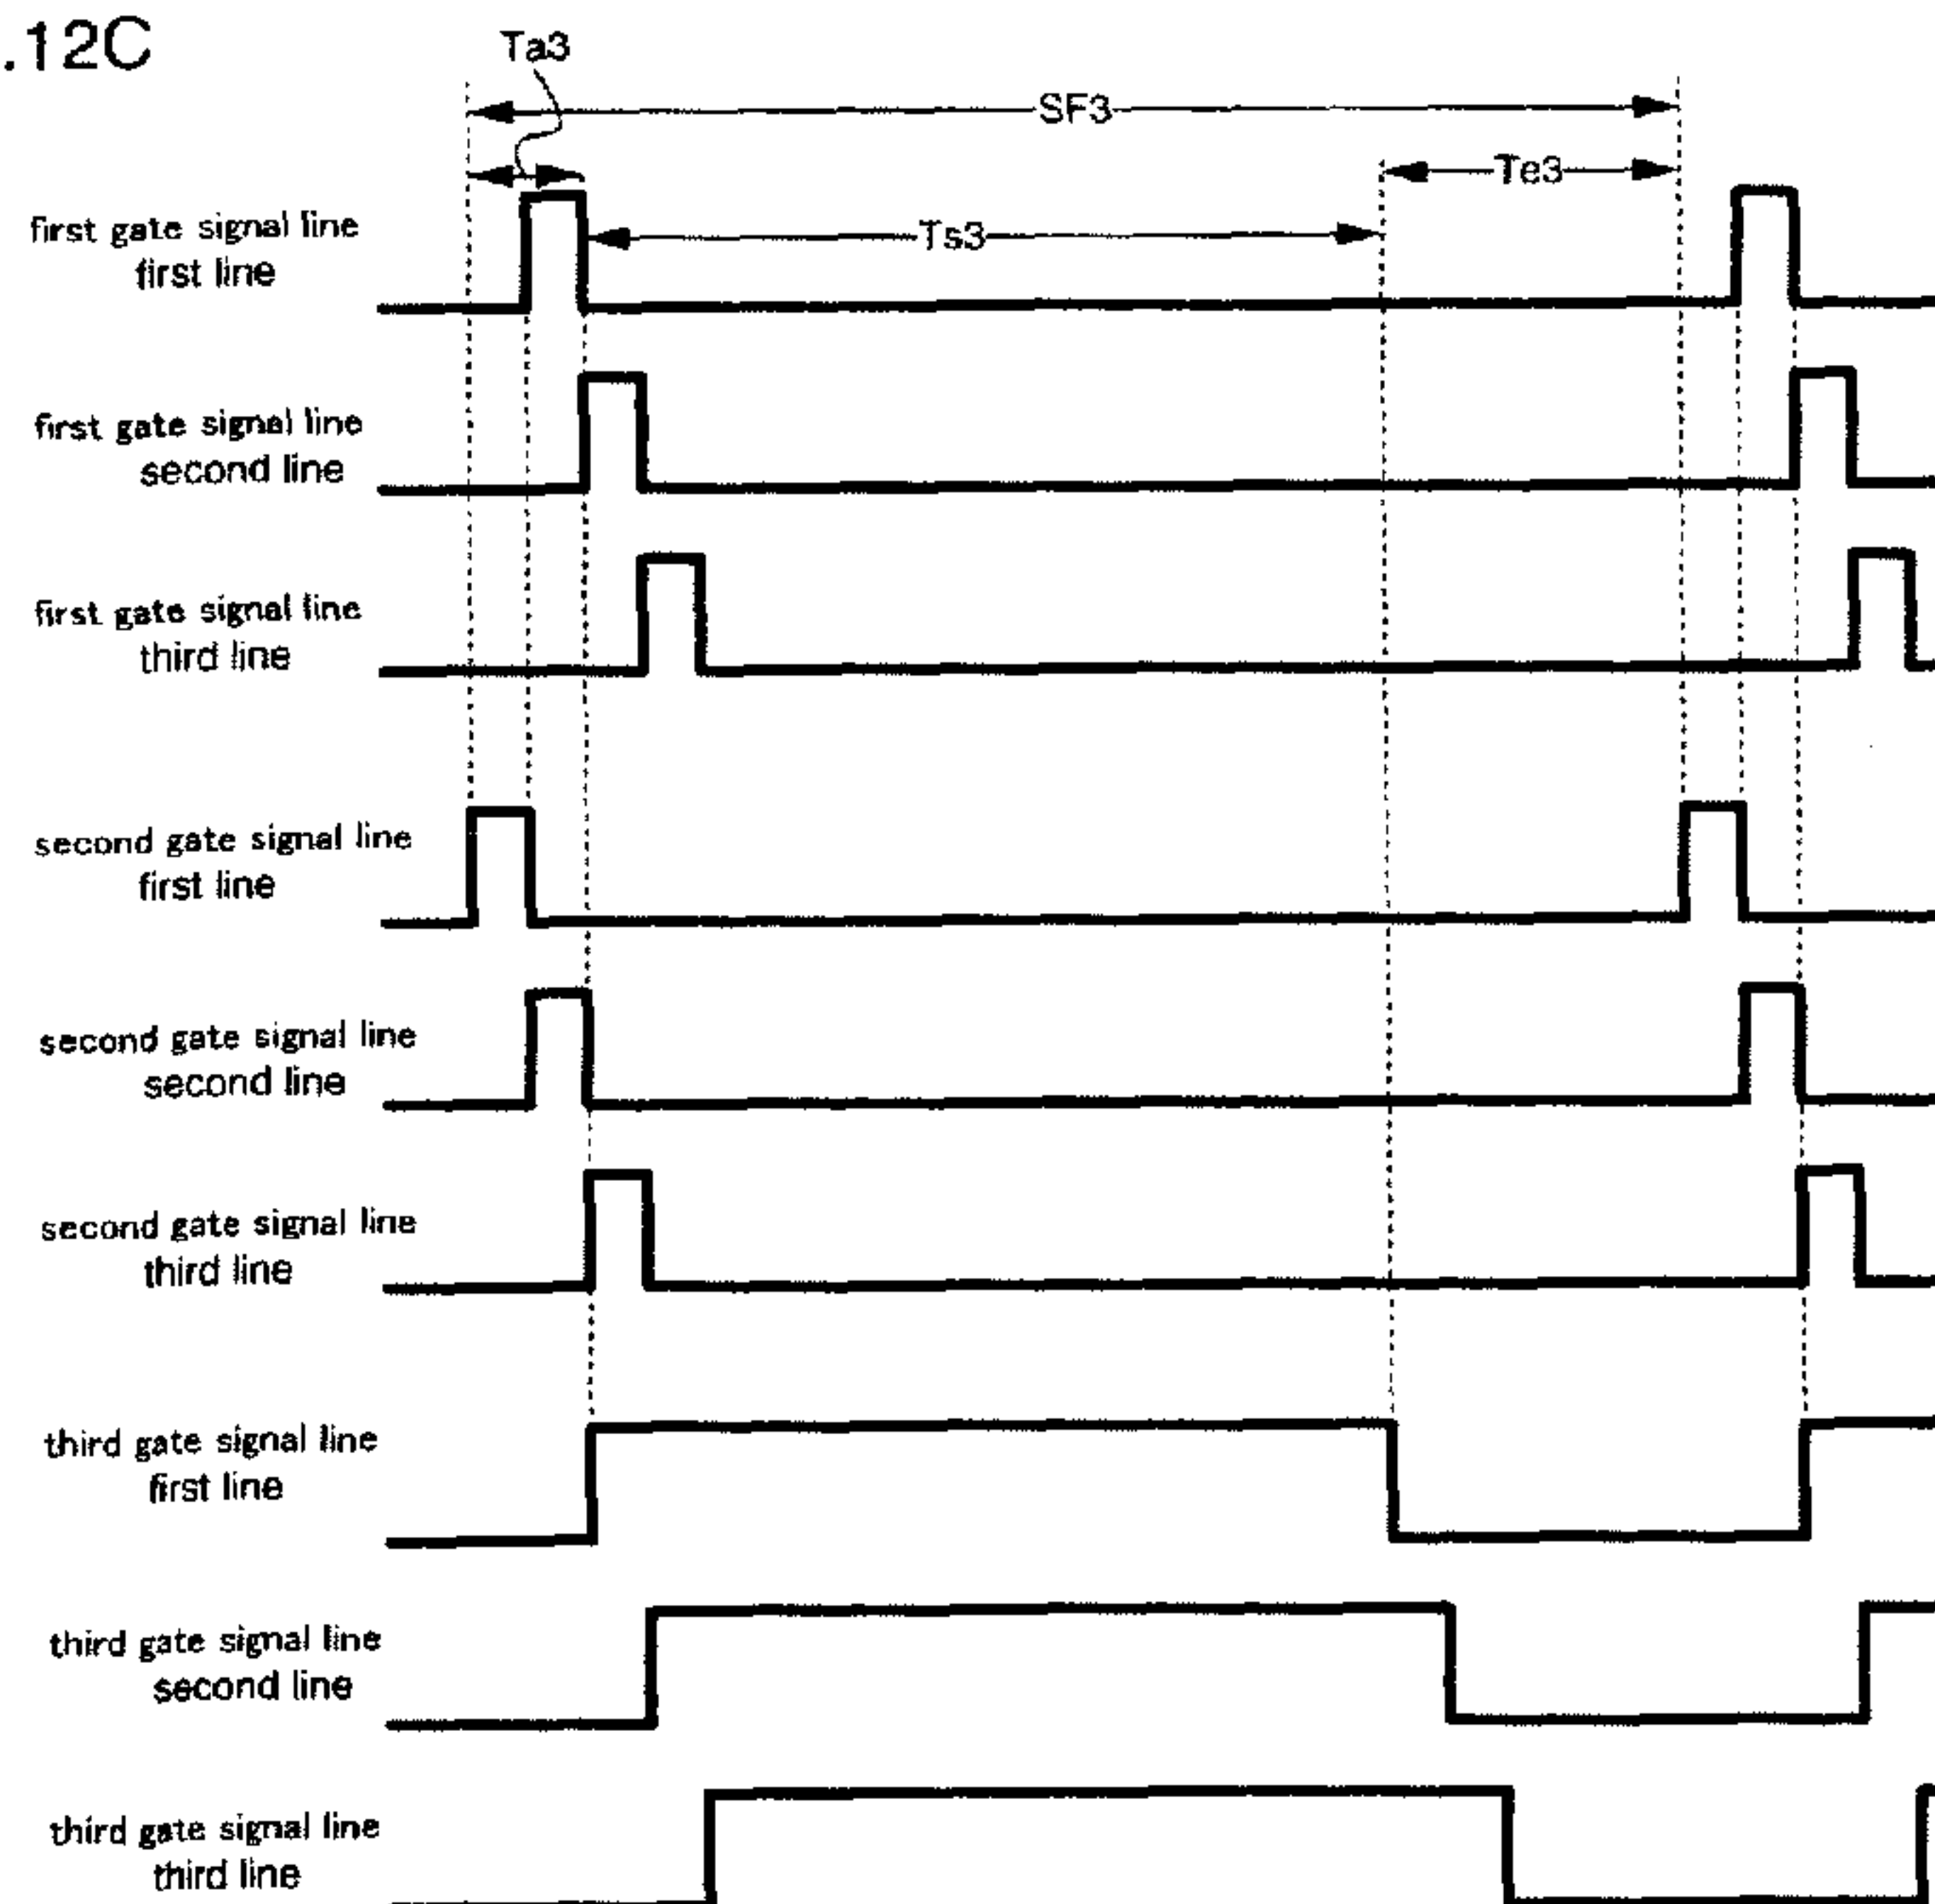 .12C
Ta3
SF3
Te3
Ts3
first gate signal line
first line
first gate signal line
second line
first gate signal line
third line
second gate signal line
first line
second gate signal line
second line
second gate signal line
third line
third gate signal line
first line
third gate signal line
second line
third gate signal line
third line